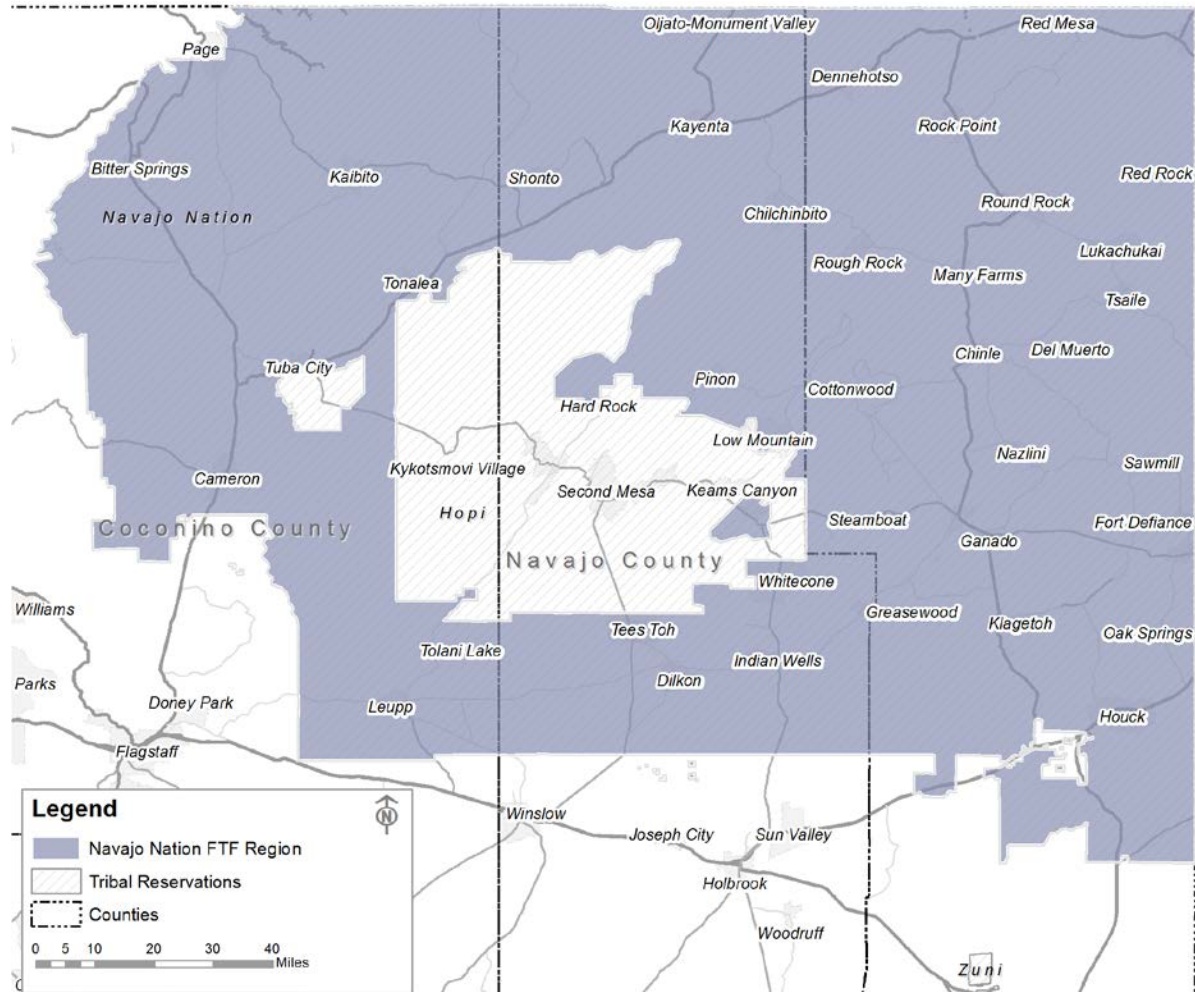 Oljato-Monument Valley
Red Mesa
Page
Dennehotso
Kayenta
Rock Point
Bitter Springs
Kaibito
Shonto
Red Rock
Navajo Nation
Chilchinbito
Round Rock
Lukachukai
Rough Rock
Many Farms
Tonalea
Tsaile
Tuba City
Chinle
Del Muerto
Pinon
Cottonwood
Hard Rock
Low Mountain
Nazlini
Sawmill
Kykotsmovi Village
Cameron
Second Mesa
Keams Canyon
Hopi
Steamboat
Fort Defiance
Coconino County
Ganado
Navajo County
Whitecone
Williams
Greasewood
Klagetoh
Oak Springs
Tees Toh
Tolani Lake
Indian Wells
Parks
Dilkon
Doney Park
Leupp
Houck
Flagstaff
Legend
N
Navajo Nation FTF Region
Tribal Reservations
Counties
0 5 10 20 30 40
Miles
Winslow
Joseph City
Sun Valley
Holbrook
Woodruff
Zuni